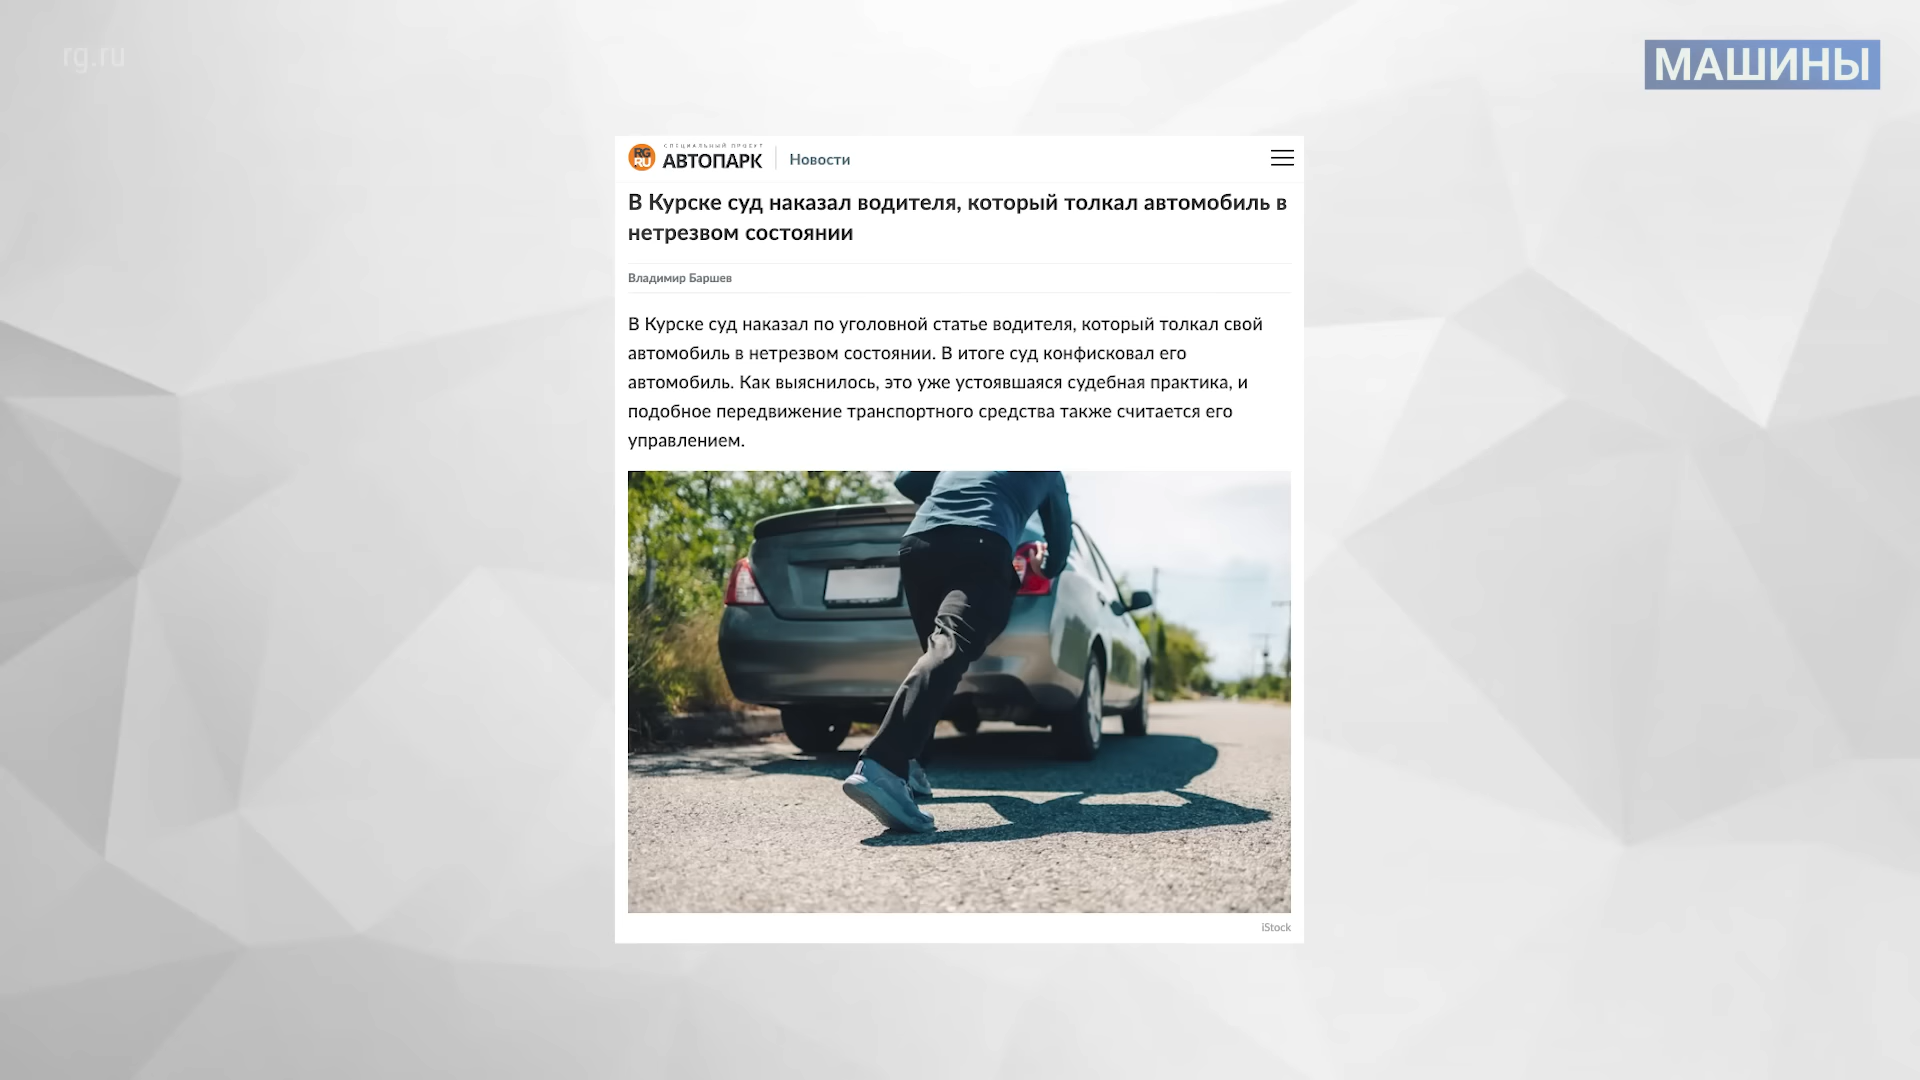 rg.ru
МАШИНЫ
СПЕЦИАЛЬНЫЙ ПРОЕКТ
RG
RU
АВТОПАРК
Новости
В Курске суд наказал водителя, который толкал автомобиль в
нетрезвом состоянии
Владимир Баршев
В Курске суд наказал по уголовной статье водителя, который толкал свой
автомобиль в нетрезвом состоянии. В итоге суд конфисковал его
автомобиль. Как выяснилось, это уже устоявшаяся судебная практика, и
подобное передвижение транспортного средства также считается его
управлением.
iStock